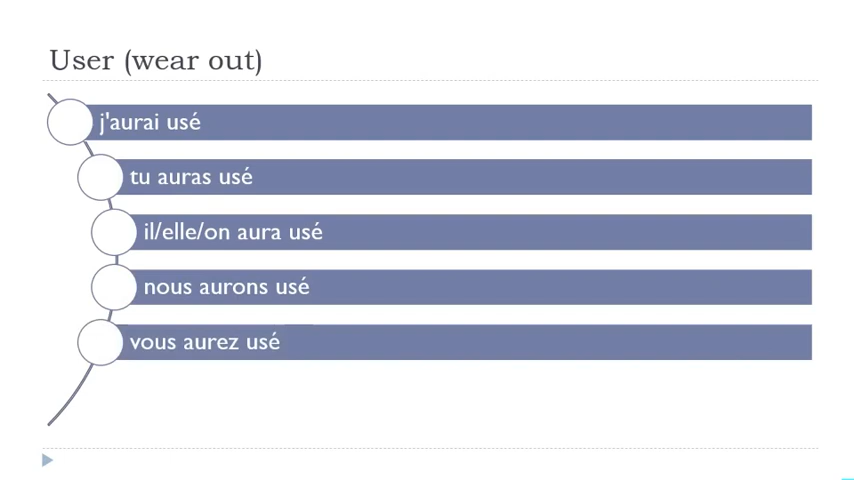 User (wear out)
j'aurai usé
tu auras usé
il/elle/on aura usé
nous aurons usé
vous aurez usé